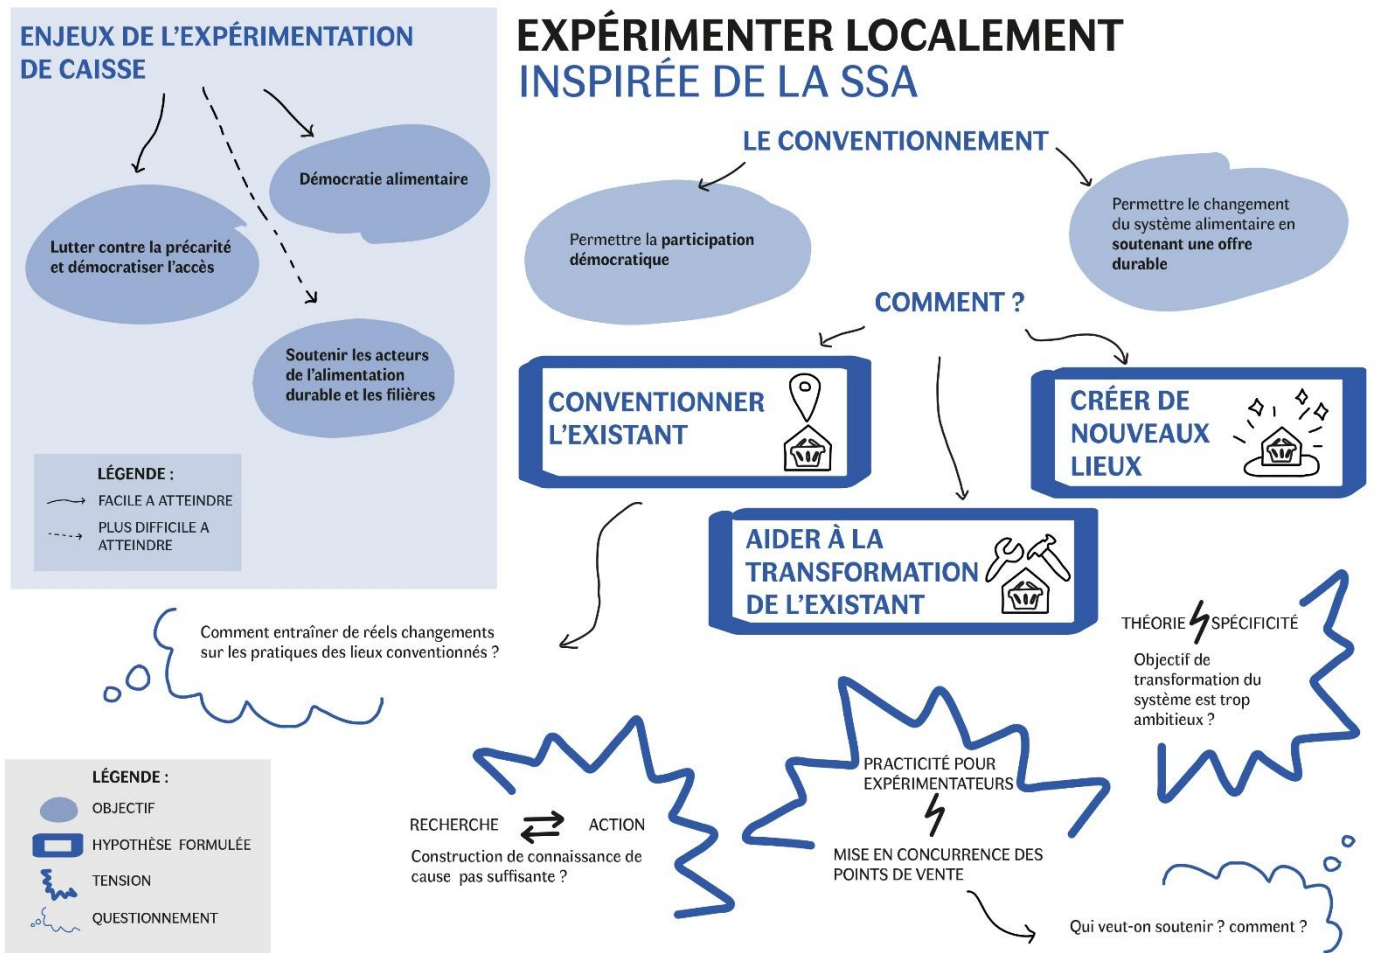 ENJEUX DE L'EXPÉRIMENTATION
DE CAISSE
Démocratie alimentaire
Lutter contre la précarité
et démocratiser l'accès
Soutenir les acteurs
de l'alimentation
durable et les filières
LÉGENDE :
FACILE A ATTEINDRE
PLUS DIFFICILE A
ATTEINDRE
EXPÉRIMENTER LOCALEMENT
INSPIRÉE DE LA SSA
LE CONVENTIONNEMENT
Permettre la participation
démocratique
Permettre le changement
du système alimentaire en
soutenant une offre
durable
COMMENT ?
CONVENTIONNER
L'EXISTANT
CRÉER DE
NOUVEAUX
LIEUX
AIDER À LA
TRANSFORMATION
DE L'EXISTANT
Comment entraîner de réels changements
sur les pratiques des lieux conventionnés ?
THÉORIE SPÉCIFICITÉ
Objectif de
transformation du
système est trop
ambitieux ?
PRACTICITÉ POUR
EXPÉRIMENTATEURS
MISE EN CONCURRENCE DES
POINTS DE VENTE
RECHERCHE ACTION
Construction de connaissance de
cause pas suffisante ?
Qui veut-on soutenir ? comment ?
LÉGENDE :
OBJECTIF
HYPOTHÈSE FORMULÉE
TENSION
QUESTIONNEMENT